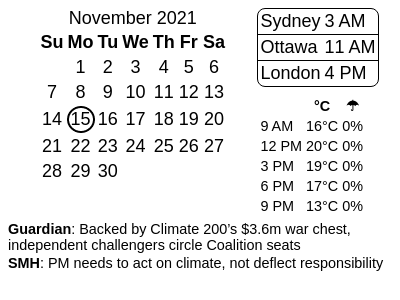 November 2021
Su Mo Tu We Th Fr Sa
1 2 3 4 5 6
7 8 9 10 11 12 13
14 15 16 17 18 19 20
21 22 23 24 25 26 27
28 29 30
Sydney 3 AM
Ottawa 11 AM
London 4 PM
°C ☂
9 AM 16°C 0%
12 PM 20°C 0%
3 PM 19°C 0%
6 PM 17°C 0%
9 PM 13°C 0%
Guardian: Backed by Climate 200’s $3.6m war chest,
independent challengers circle Coalition seats
SMH: PM needs to act on climate, not deflect responsibility